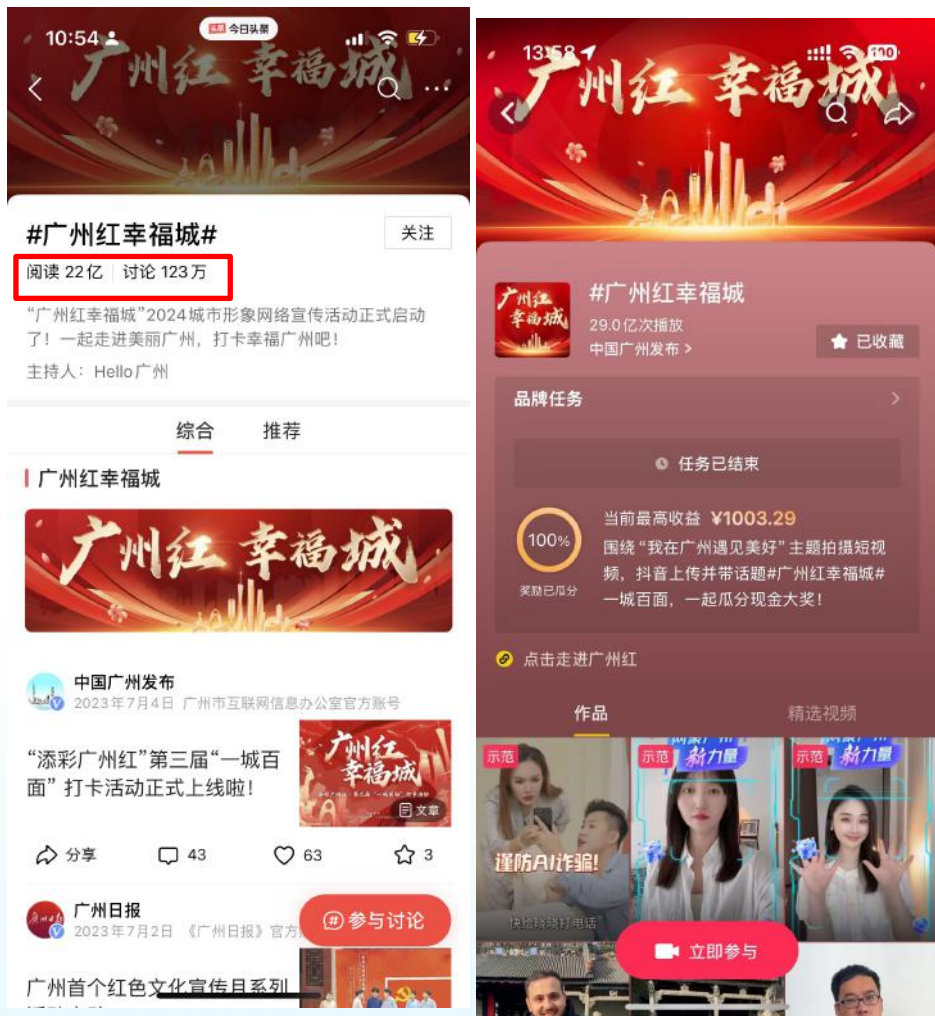 10:54
头条 今日头条
广州红 幸福城
#广州红幸福城#
关注
阅读 22亿 讨论 123万
“广州红幸福城”2024城市形象网络宣传活动正式启动
了！一起走进美丽广州，打卡幸福广州吧！
主持人：Hello广州
综合 推荐
广州红幸福城
广州红 幸福城
中国广州发布
2023年7月4日 广州市互联网信息办公室官方账号
“添彩广州红”第三届“一城百
面” 打卡活动正式上线啦！
广州红
幸福城
文章
分享 43 63 3
广州日报
2023年7月2日 《广州日报》官方
参与讨论
广州首个红色文化宣传月系列
13:58
100
广州红 幸福城
广州红
幸福城
#广州红幸福城
29.0亿次播放
中国广州发布 >
已收藏
品牌任务
任务已结束
100%
奖励已瓜分
当前最高收益 ¥1003.29
围绕“我在广州遇见美好”主题拍摄短视
频，抖音上传并带话题#广州红幸福城#
一城百面，一起瓜分现金大奖！
点击走进广州红
作品 精选视频
示范
谨防AI诈骗!
快给晓晓打电话
示范
新力量
示范
新力量
立即参与